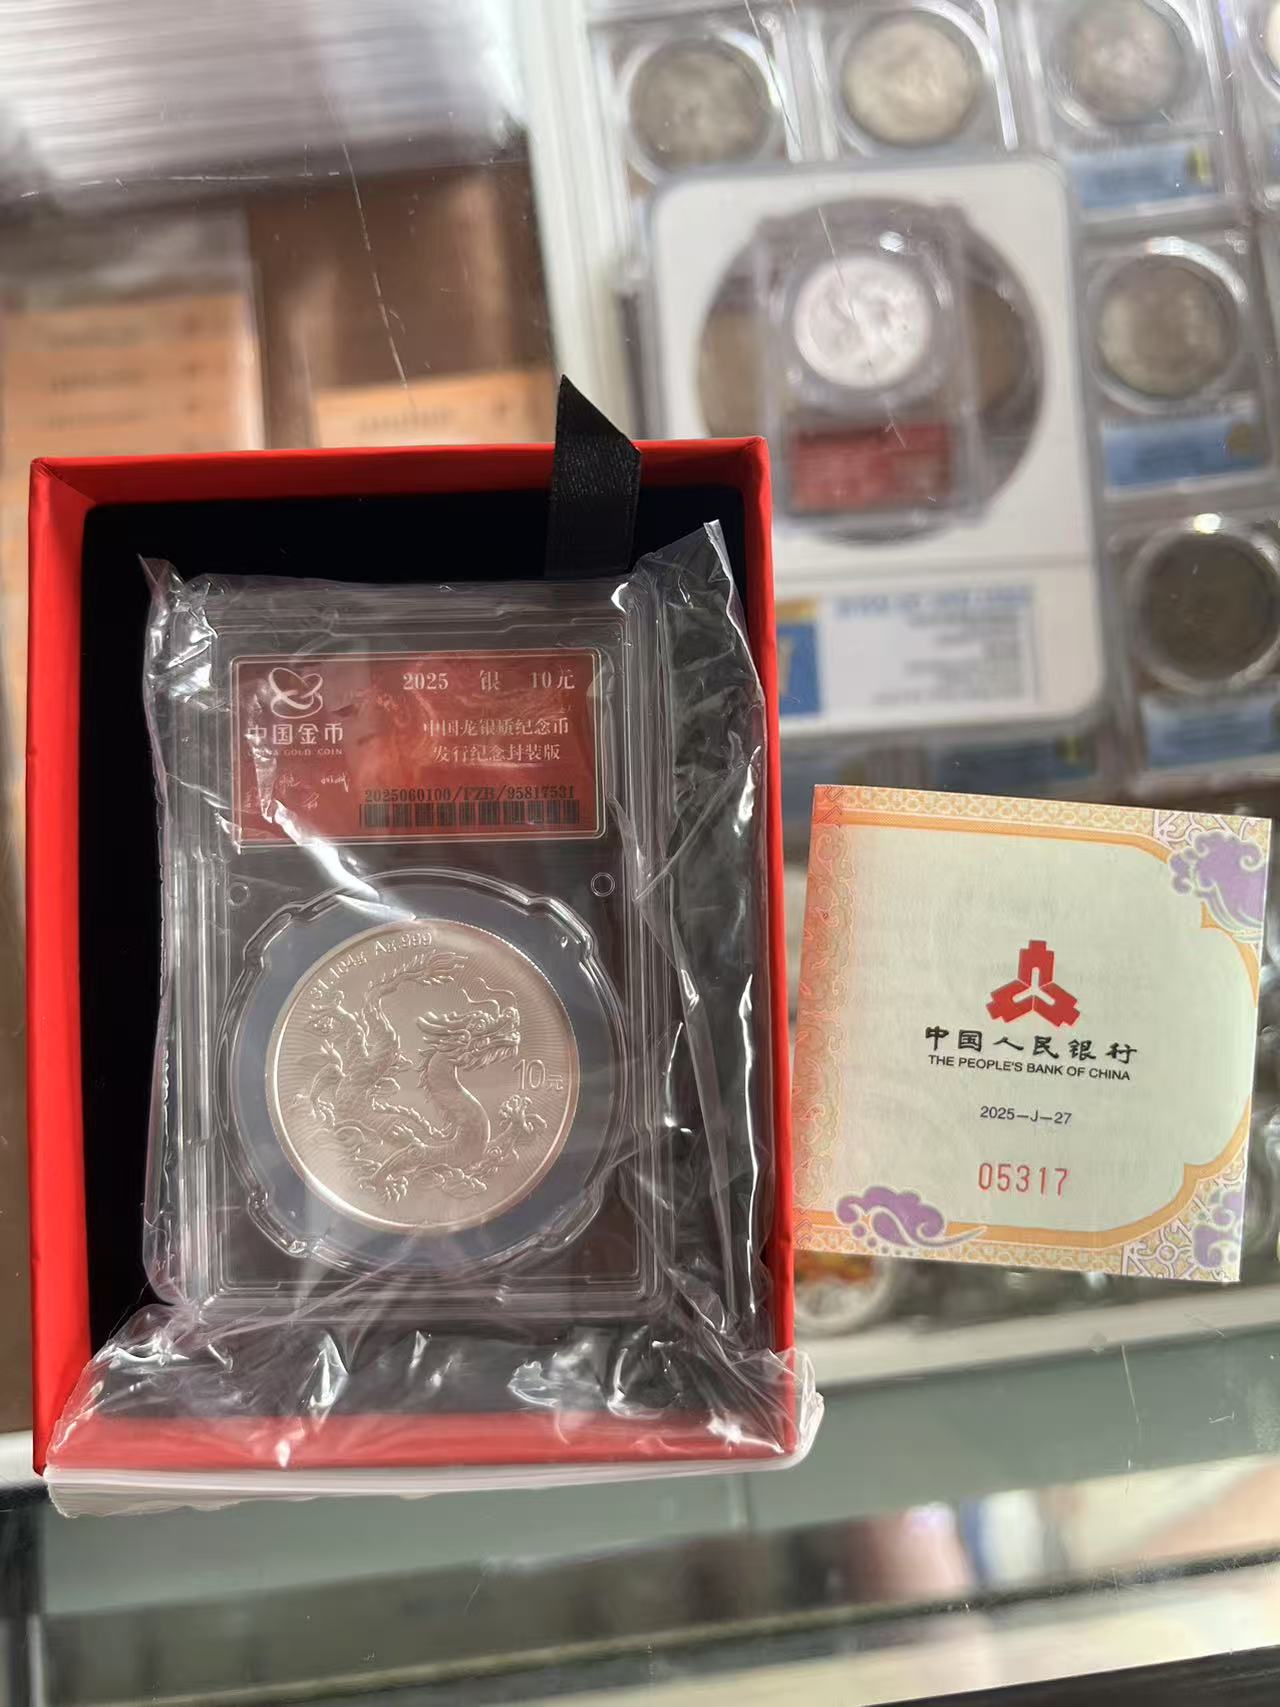 2025 银 10元
中国金币
CHINA GOLD COIN
中国龙银质纪念币
发行纪念封装版
2025060100/FZB/95817531
31.104g Ag.999
10元
中国人民银行
THE PEOPLE'S BANK OF CHINA
2025-J-27
05317